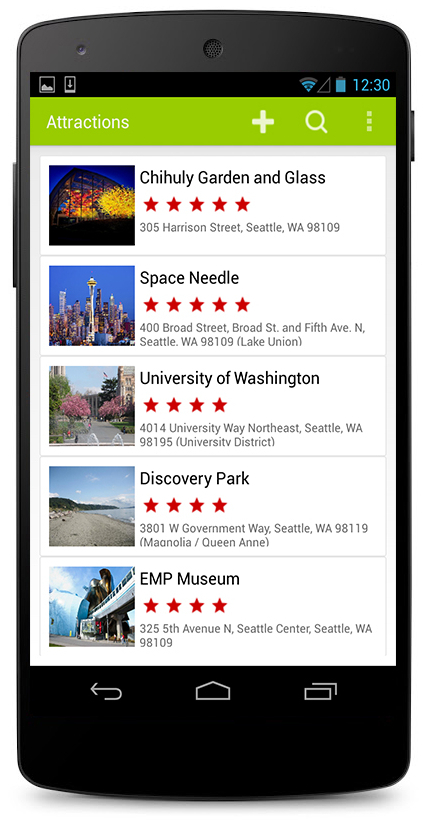 12:30
Attractions
Chihuly Garden and Glass
305 Harrison Street, Seattle, WA 98109
Space Needle
400 Broad Street, Broad St. and Fifth Ave. N,
Seattle, WA 98109 (Lake Union)
University of Washington
4014 University Way Northeast, Seattle, WA
98195 (University District)
Discovery Park
3801 W Government Way, Seattle, WA 98119
(Magnolia / Queen Anne)
EMP Museum
325 5th Avenue N, Seattle Center, Seattle, WA
98109